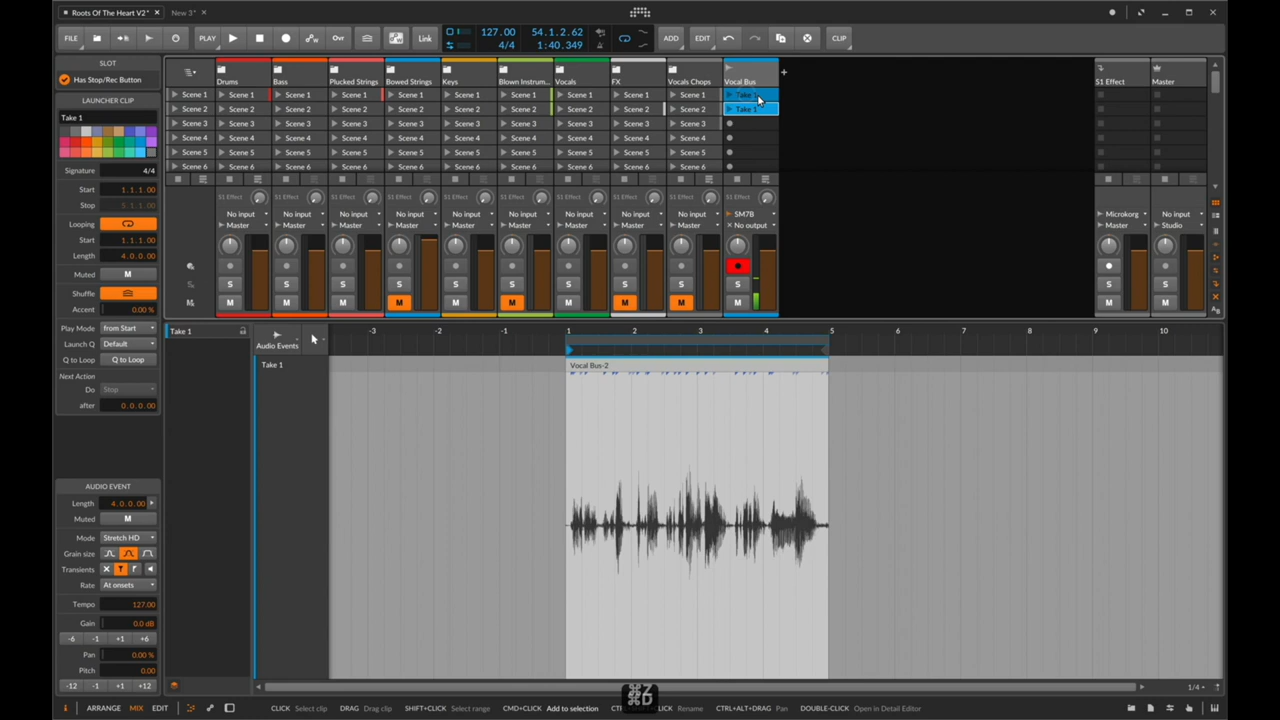 Roots Of The Heart V2*
New 3*
FILE
PLAY
Ovr
Link
127.00
4/4
54.1.2.62
1:40.349
ADD
EDIT
CLIP
SLOT
Has Stop/Rec Button
LAUNCHER CLIP
Take 1
Signature 4/4
Start 1.1.1.00
Stop 5.1.1.00
Looping
Start 1.1.1.00
Length 4.0.0.00
Muted M
Shuffle
Accent 0.00 %
Play Mode from Start
Launch Q Default
Q to Loop Q to Loop
Next Action
Do Stop
after 0.0.0.00
AUDIO EVENT
Length 4.0.0.00
Muted M
Mode Stretch HD
Grain size
Transients
Rate At onsets
Tempo 127.00
Gain 0.0 dB
-6 -1 +1 +6
Pan 0.00 %
Pitch 0.00
-12 -1 +1 +12
Drums Bass Plucked Strings Bowed Strings Keys Blown Instrum... Vocals FX Vocals Chops Vocal Bus S1 Effect Master
Scene 1 Scene 1 Scene 1 Scene 1 Scene 1 Scene 1 Scene 1 Scene 1 Scene 1 Scene 1 Take 1
Scene 2 Scene 2 Scene 2 Scene 2 Scene 2 Scene 2 Scene 2 Scene 2 Scene 2 Scene 2 Take 1
Scene 3 Scene 3 Scene 3 Scene 3 Scene 3 Scene 3 Scene 3 Scene 3 Scene 3 Scene 3
Scene 4 Scene 4 Scene 4 Scene 4 Scene 4 Scene 4 Scene 4 Scene 4 Scene 4 Scene 4
Scene 5 Scene 5 Scene 5 Scene 5 Scene 5 Scene 5 Scene 5 Scene 5 Scene 5 Scene 5
Scene 6 Scene 6 Scene 6 Scene 6 Scene 6 Scene 6 Scene 6 Scene 6 Scene 6 Scene 6
S1 Effect S1 Effect S1 Effect S1 Effect S1 Effect S1 Effect S1 Effect S1 Effect S1 Effect S1 Effect
No input No input No input No input No input No input No input No input No input SM7B Microkorg No input
Master Master Master Master Master Master Master Master Master No output Master Studio
S S S S S S S S S S S S
M M M M M M M M M M M M
Take 1
Audio Events
-3 -2 -1 1 2 3 4 5 6 7 8 9 10
Take 1
Vocal Bus-2
1/4
⌘Z
D
i ARRANGE MIX EDIT
CLICK Select clip DRAG Drag clip SHIFT+CLICK Select range CMD+CLICK Add to selection CLICK Rename CTRL+ALT+DRAG Pan DOUBLE-CLICK Open in Detail Editor